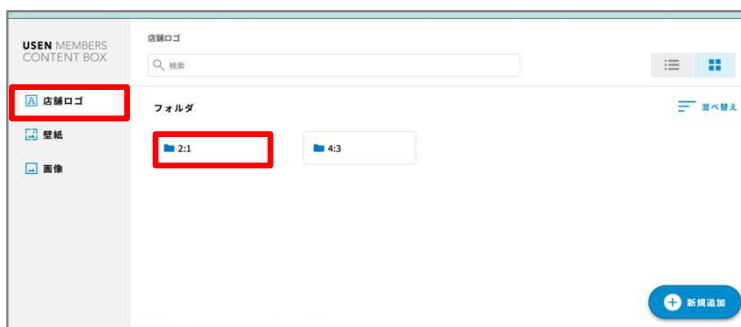 USEN MEMBERS
CONTENT BOX
店舗ロゴ
壁紙
画像
店舗ロゴ
検索
フォルダ
並べ替え
2:1
4:3
新規追加